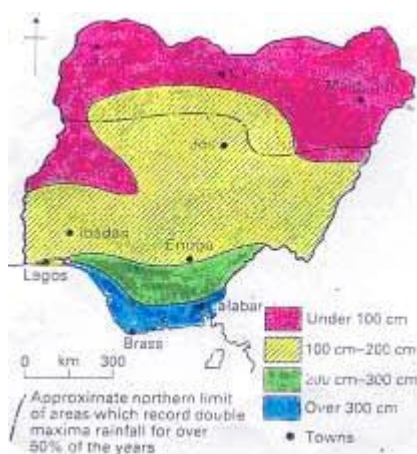 Jos
Ibadan
Enugu
Lagos
Calabar
Brass
0 km 300
Under 100 cm
100 cm–200 cm
200 cm–300 cm
Over 300 cm
Towns
Approximate northern limit
of areas which record double
maxima rainfall for over
50% of the years